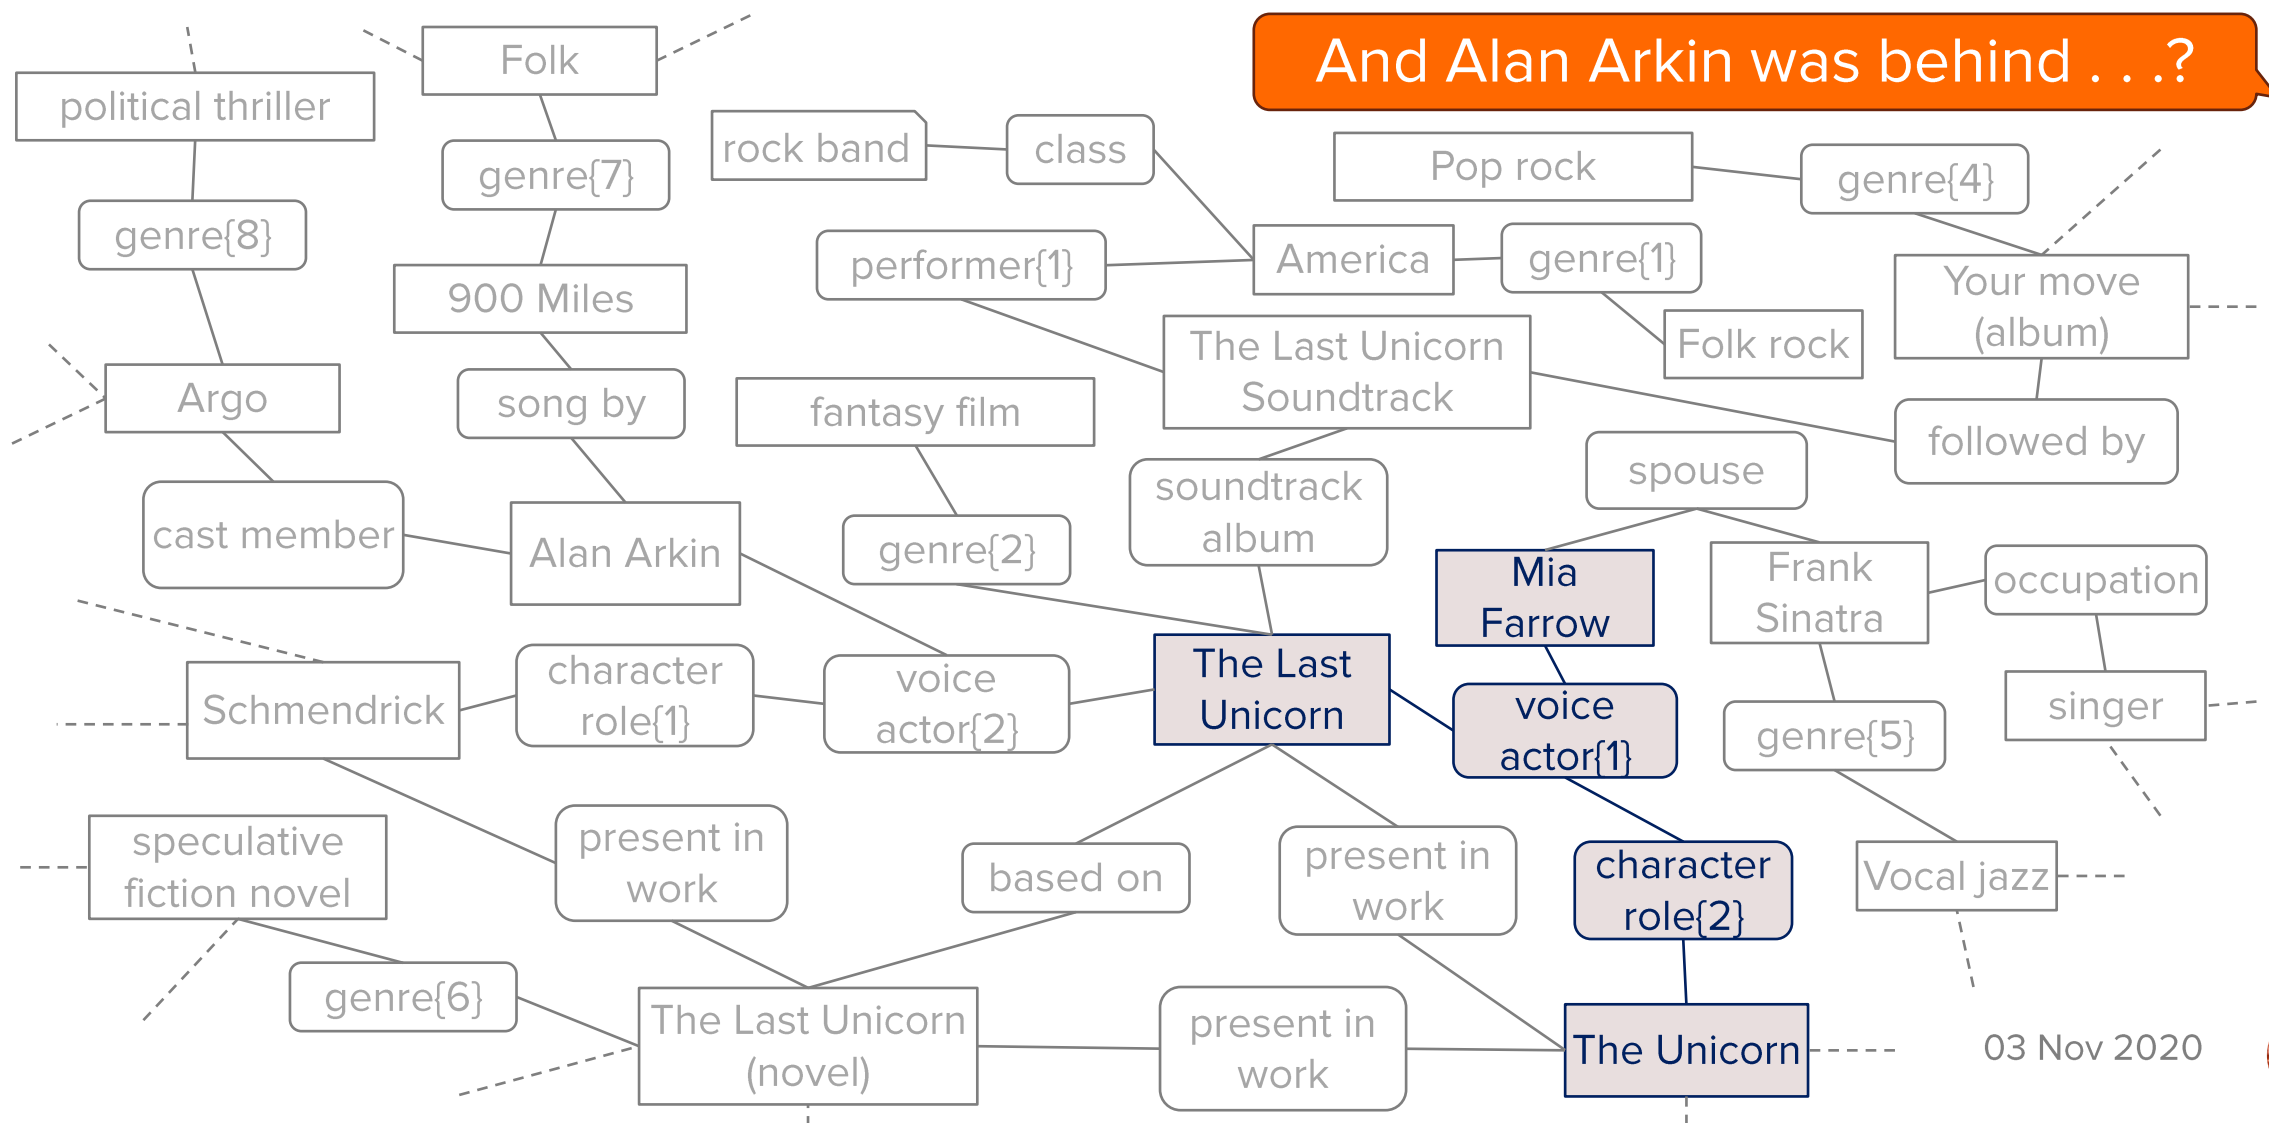 And Alan Arkin was behind . . .?
Folk
political thriller
rock band
class
Pop rock
genre{7}
genre{4}
genre{8}
performer{1}
America
genre{1}
900 Miles
Your move
(album)
The Last Unicorn
Soundtrack
Folk rock
Argo
song by
fantasy film
followed by
spouse
soundtrack
album
cast member
Alan Arkin
genre{2}
Mia
Farrow
Frank
Sinatra
occupation
The Last
Unicorn
character
role{1}
voice
actor{2}
Schmendrick
voice
actor{1}
singer
genre{5}
speculative
fiction novel
present in
work
based on
present in
work
character
role{2}
Vocal jazz
genre{6}
The Last Unicorn
(novel)
present in
work
The Unicorn
03 Nov 2020